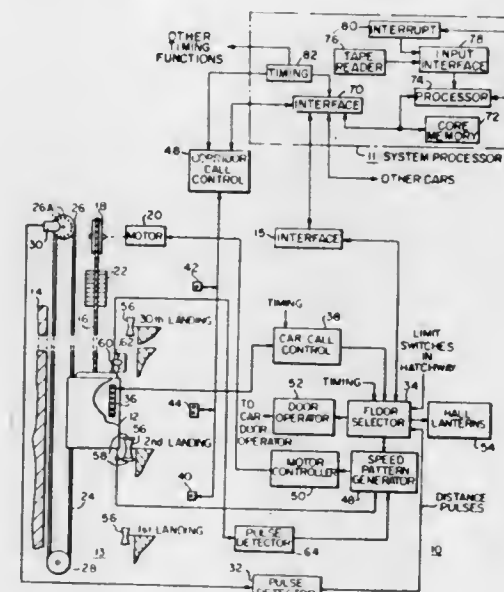 OTHER
TIMING
FUNCTIONS
80
INTERRUPT
76
TAPE
READER
78
INPUT
INTERFACE
82
TIMING
70
INTERFACE
74
PROCESSOR
72
CORE
MEMORY
11 SYSTEM PROCESSOR
OTHER CARS
CORRIDOR
CALL
CONTROL
26A
26
18
20
MOTOR
30
22
14
16
15
INTERFACE
42
TIMING
38
CAR CALL
CONTROL
56
30th LANDING
60
62
LIMIT
SWITCHES
IN
HATCHWAY
36
12
44
52
TIMING
34
TO CAR
DOOR
OPERATOR
DOOR
OPERATOR
FLOOR
SELECTOR
HALL
LANTERNS
54
56
2nd LANDING
58
MOTOR
CONTROLLER
50
SPEED
PATTERN
GENERATOR
48
24
40
56
1st LANDING
13
DISTANCE
PULSES
PULSE
DETECTOR
64
10
28
32
PULSE
DETECTOR